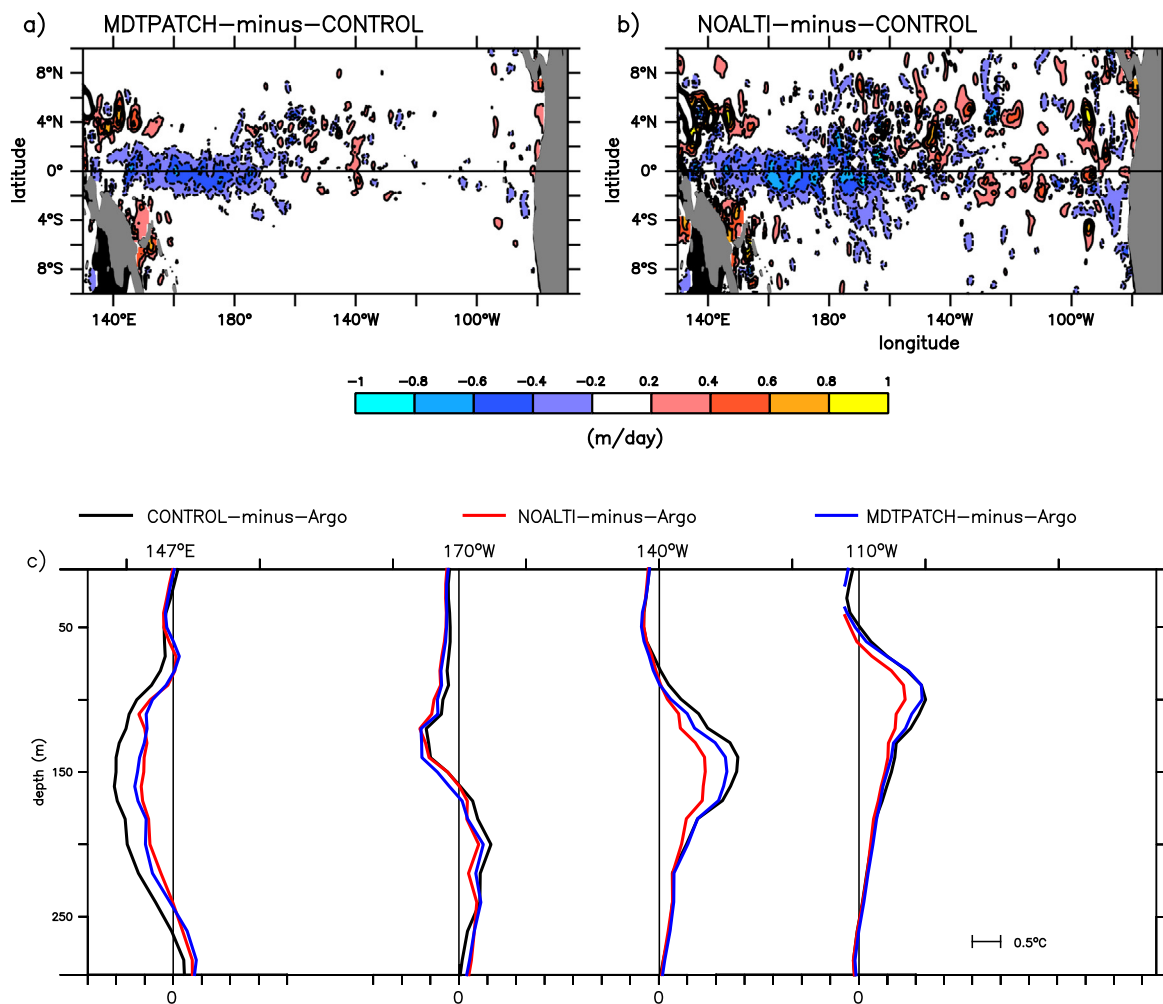 a) MDTPATCH−minus−CONTROL
b) NOALTI−minus−CONTROL
8°N
4°N
0°
4°S
8°S
latitude
140°E 180° 140°W 100°W
8°N
4°N
0°
4°S
8°S
latitude
140°E 180° 140°W 100°W
longitude
−1 −0.8 −0.6 −0.4 −0.2 0.2 0.4 0.6 0.8 1
(m/day)
CONTROL−minus−Argo NOALTI−minus−Argo MDTPATCH−minus−Argo
c) 147°E 170°W 140°W 110°W
50
150
250
depth (m)
0.5°C
0 0 0 0